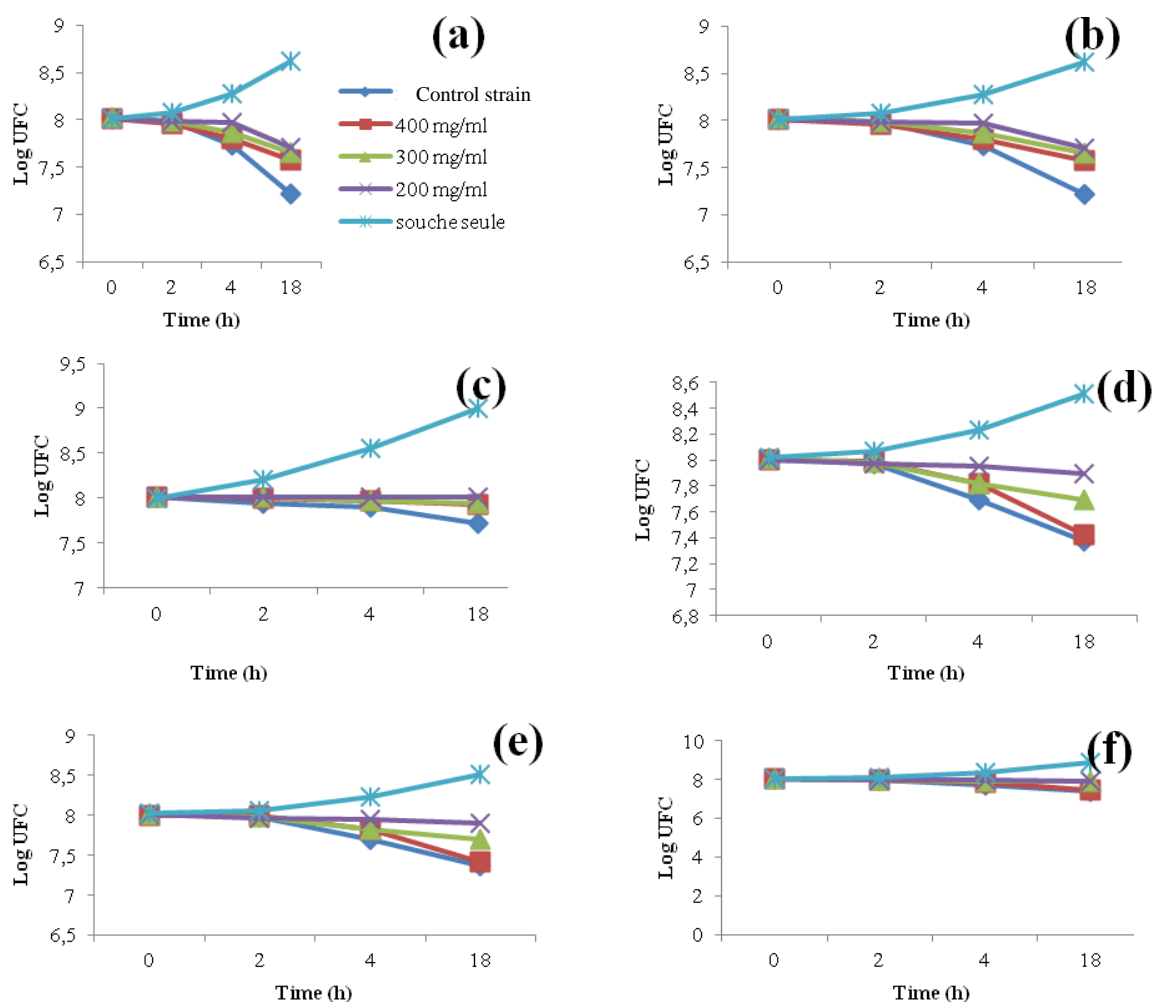 (a)
9
8,5
8
7,5
7
6,5
Log UFC
0 2 4 18
Time (h)
Control strain
400 mg/ml
300 mg/ml
200 mg/ml
souche seule
(b)
9
8,5
8
7,5
7
6,5
Log UFC
0 2 4 18
Time (h)
(c)
9,5
9
8,5
8
7,5
7
Log UFC
0 2 4 18
Time (h)
(d)
8,6
8,4
8,2
8
7,8
7,6
7,4
7,2
7
6,8
Log UFC
0 2 4 18
Time (h)
(e)
9
8,5
8
7,5
7
6,5
Log UFC
0 2 4 18
Time (h)
(f)
10
8
6
4
2
0
Log UFC
0 2 4 18
Time (h)